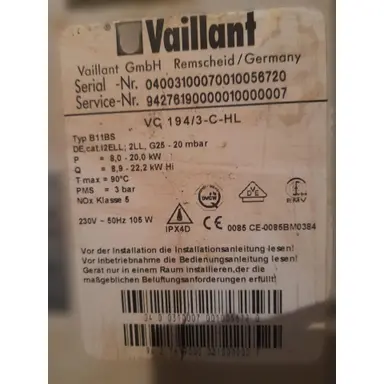 Vaillant
Vaillant GmbH Remscheid/Germany
Serial -Nr. 04003100070010056720
Service-Nr. 94276190000010000007
VC 194/3-C-HL
Typ B11BS
DE,cat.I2ELL; 2LL, G25 - 20 mbar
P = 8,0 - 20,0 kW
Q = 8,9 - 22,2 kW Hi
T max = 90°C
PMS = 3 bar
NOx Klasse 5
230V ~ 50Hz 105 W
IPX4D
DVGW
EMV
0085 CE-0085BM0384
Vor der Installation die Installationsanleitung lesen!
Vor Inbetriebnahme die Bedienungsanleitung lesen!
Gerät nur in einem Raum installieren,der die
maßgeblichen Belüftungsanforderungen erfüllt!